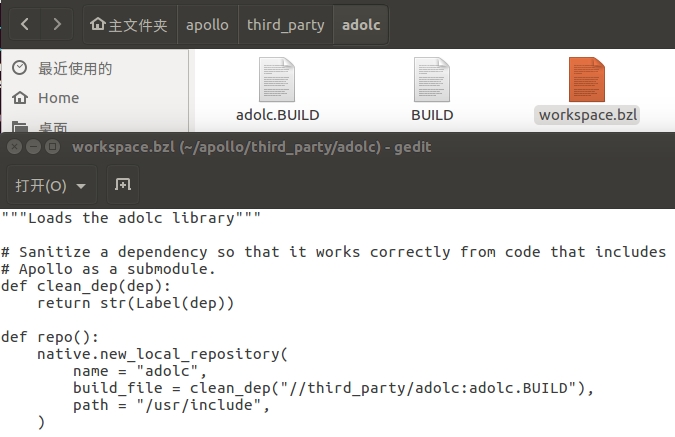 主文件夹 apollo third_party adolc
最近使用的
Home
桌面
adolc.BUILD BUILD workspace.bzl
workspace.bzl (~/apollo/third_party/adolc) - gedit
打开(O)
"""Loads the adolc library"""
# Sanitize a dependency so that it works correctly from code that includes
# Apollo as a submodule.
def clean_dep(dep):
    return str(Label(dep))
def repo():
    native.new_local_repository(
        name = "adolc",
        build_file = clean_dep("//third_party/adolc:adolc.BUILD"),
        path = "/usr/include",
    )